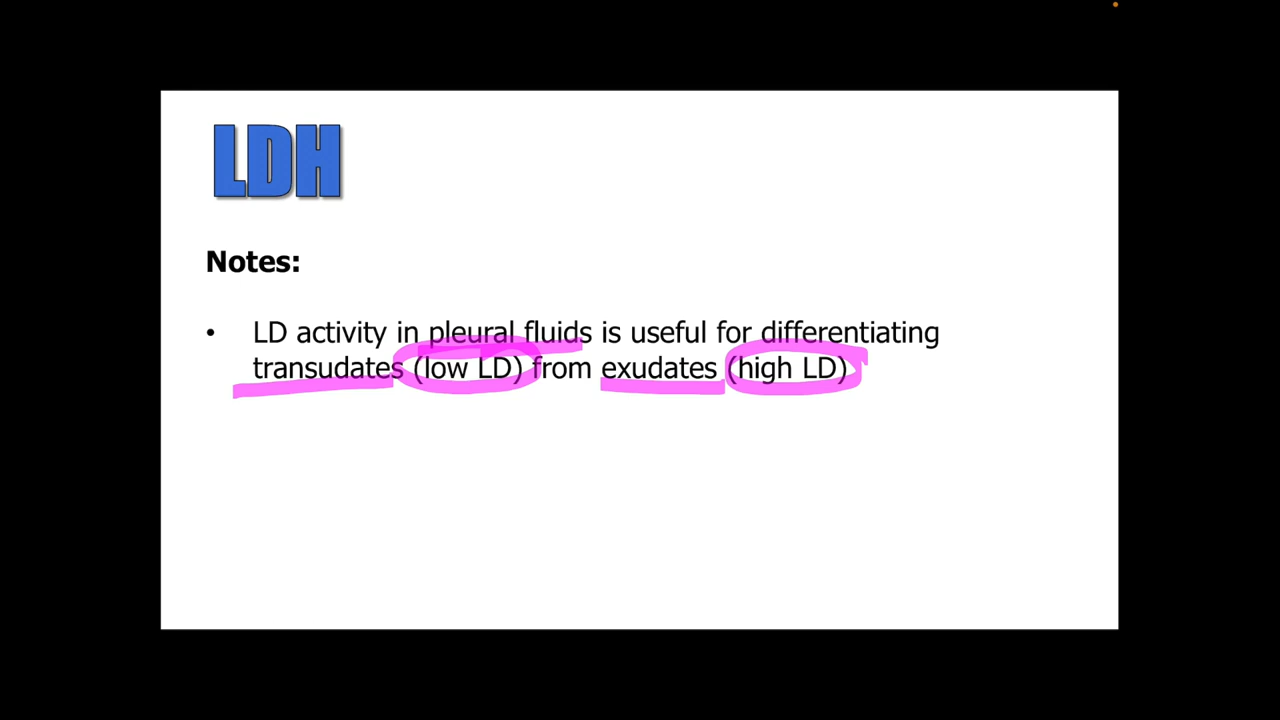 LDH
Notes:
• LD activity in pleural fluids is useful for differentiating
transudates (low LD) from exudates (high LD)